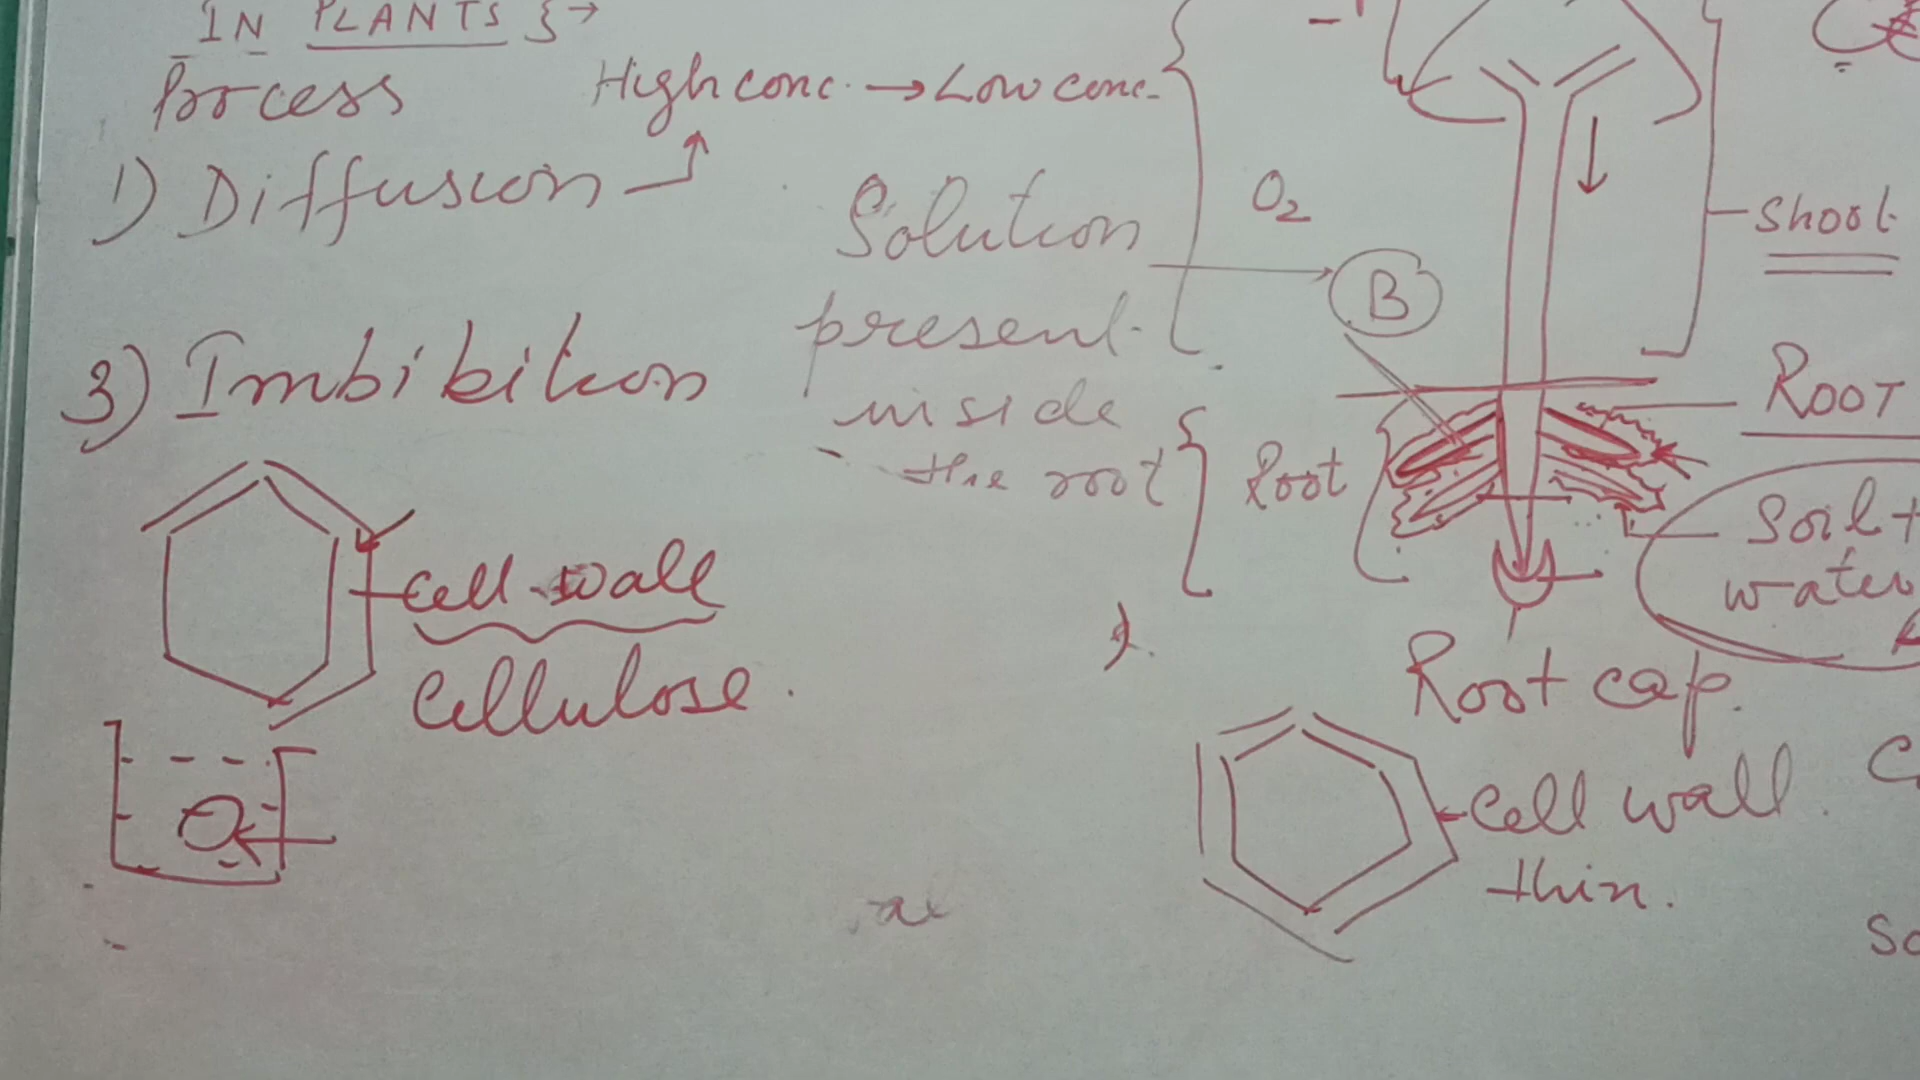 IN PLANTS }→
Process
High conc. → Low conc.
1) Diffusion
3) Imbibition
Cell wall
Cellulose.
Solution
present
inside
the root
O2
B
Shoot
Root
ROOT
Soil +
water
Root cap.
Cell wall
thin.